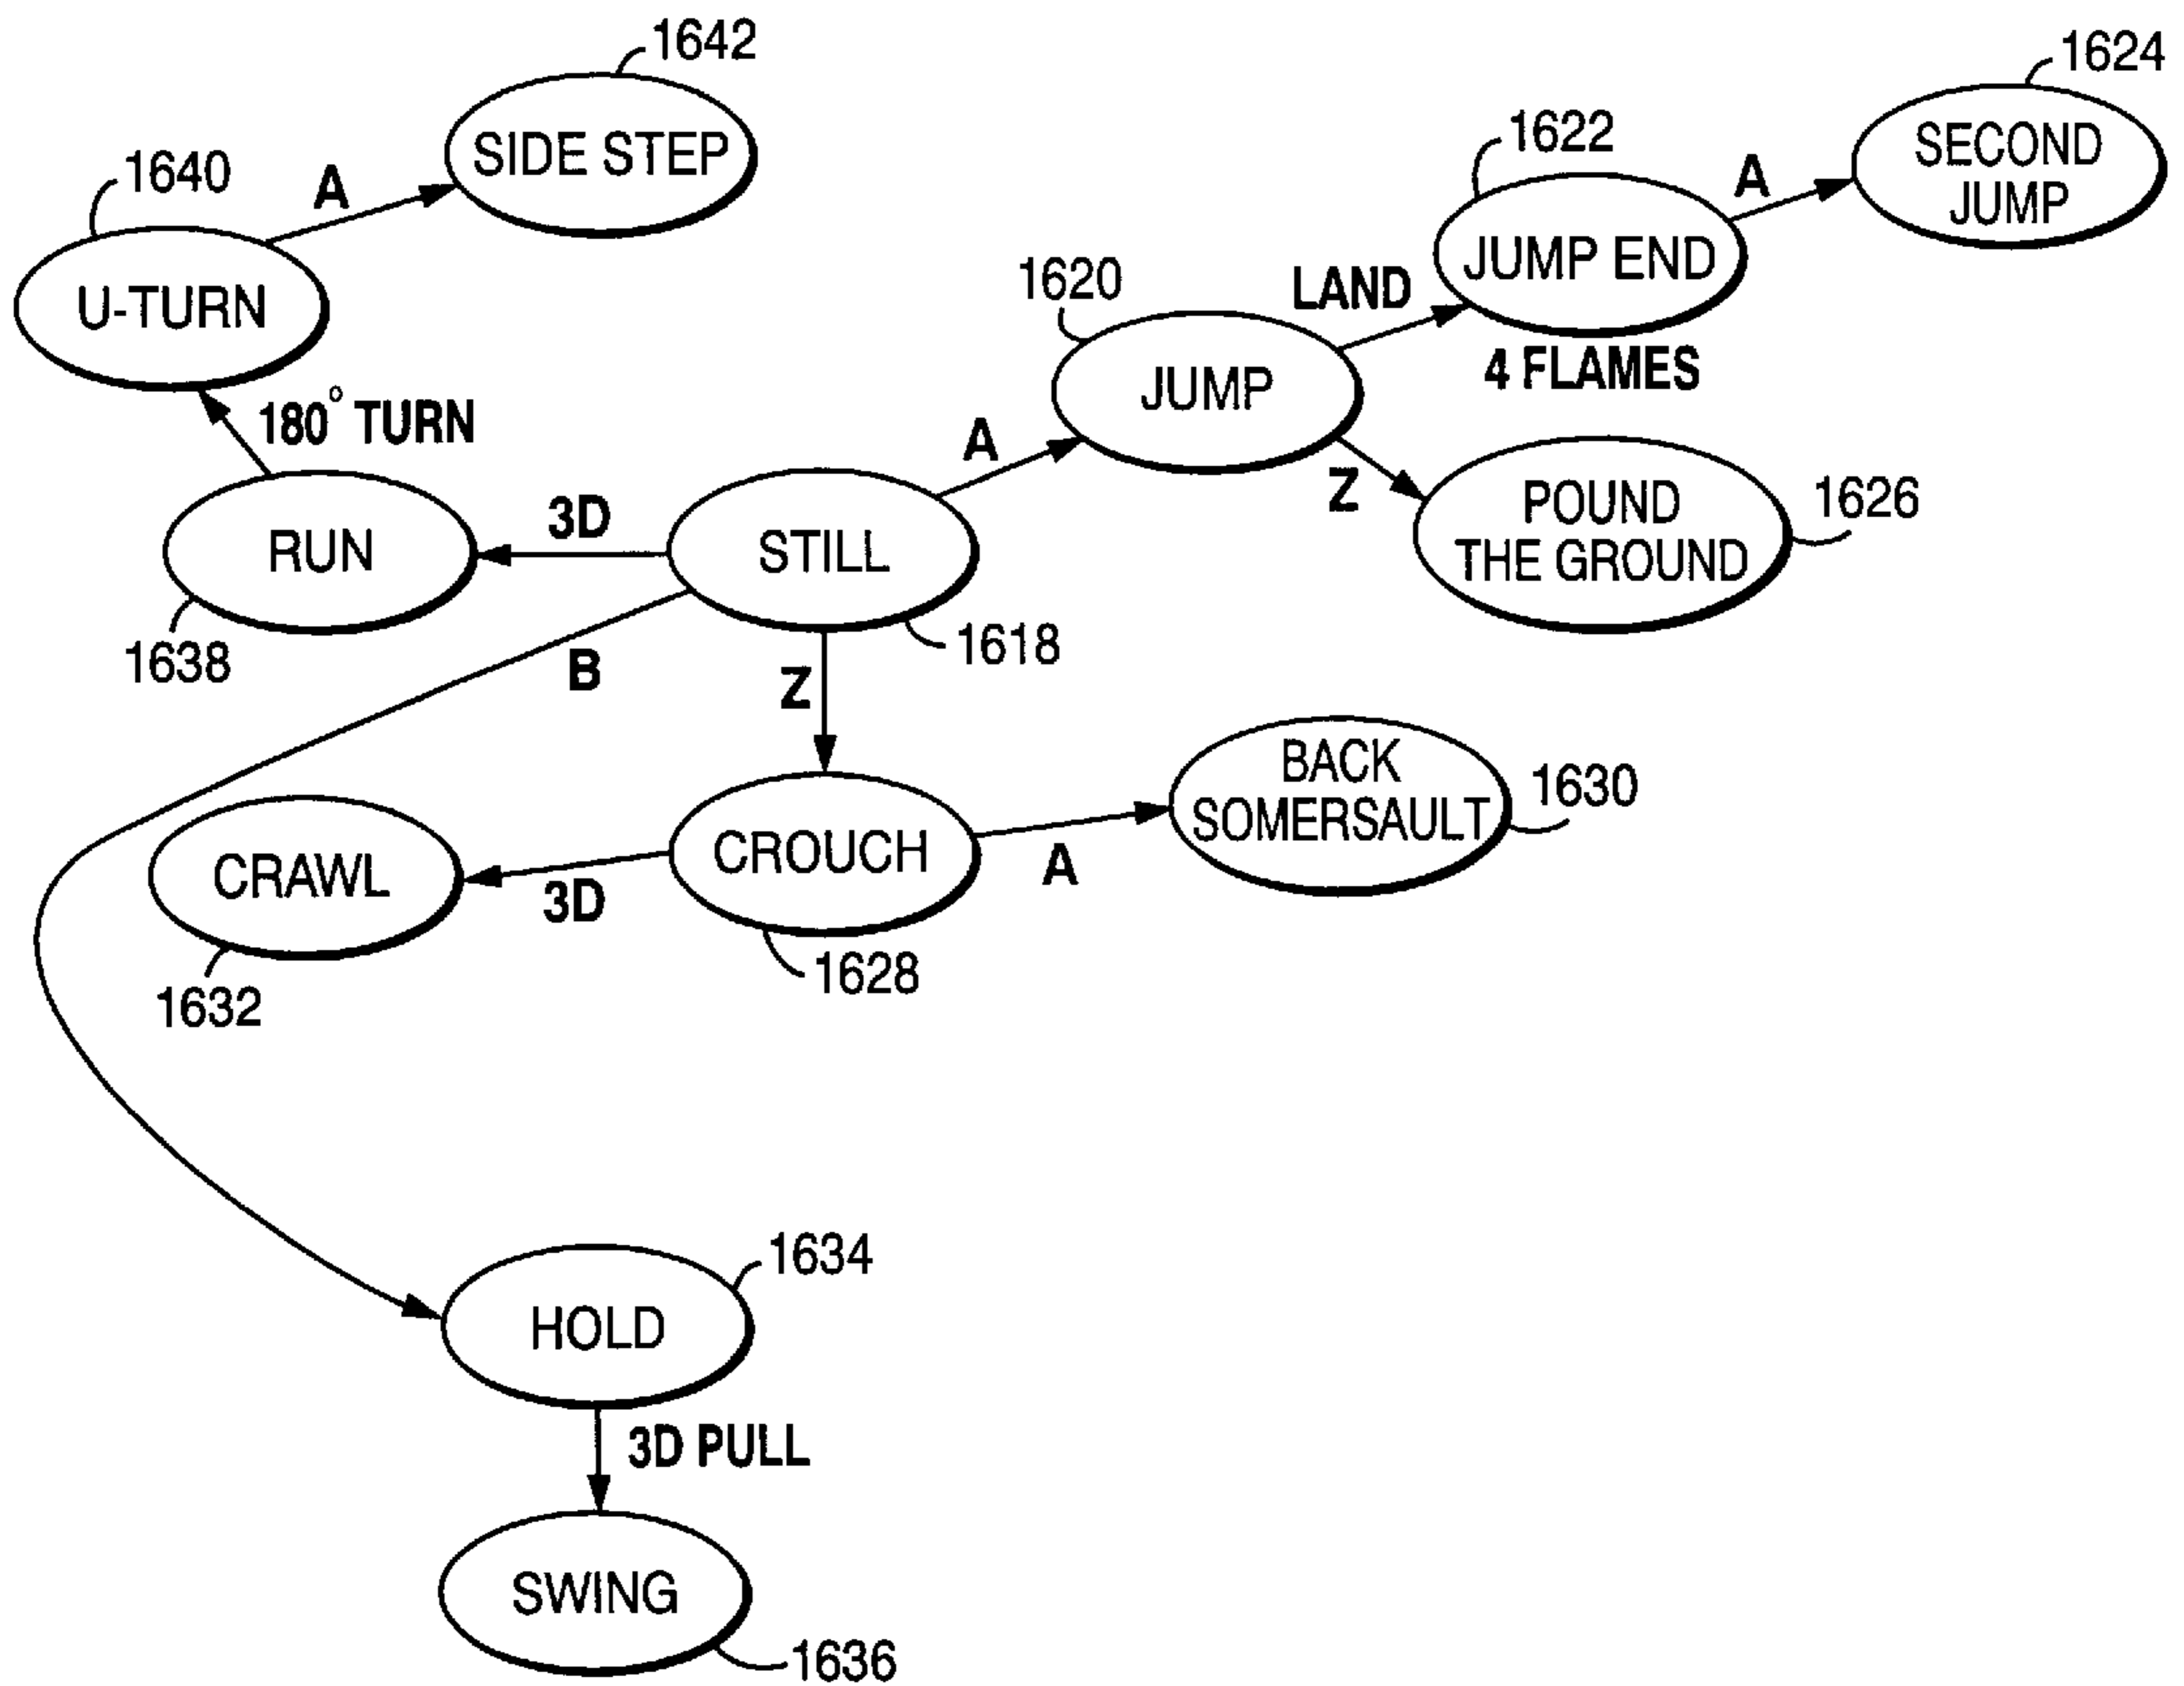 1642
SIDE STEP
1624
SECOND
JUMP
1622
JUMP END
A
1640
A
U-TURN
1620
LAND
4 FLAMES
JUMP
180° TURN
A
Z
POUND
THE GROUND
1626
RUN
3D
STILL
1638
1618
B
Z
BACK
SOMERSAULT
1630
CRAWL
3D
CROUCH
A
1632
1628
1634
HOLD
3D PULL
SWING
1636